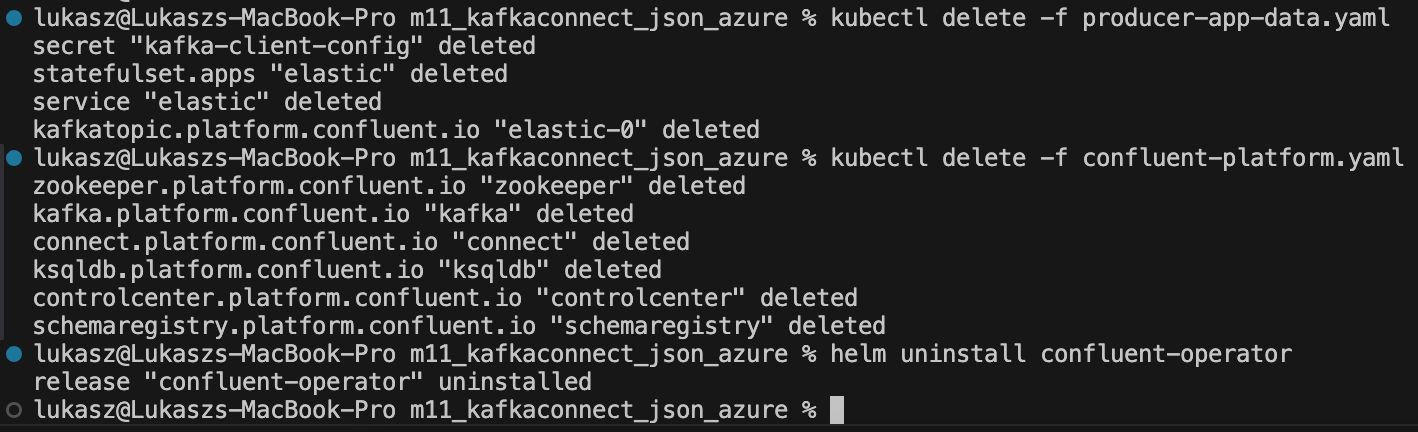 lukasz@Lukaszs-MacBook-Pro m11_kafkaconnect_json_azure % kubectl delete -f producer-app-data.yaml
secret "kafka-client-config" deleted
statefulset.apps "elastic" deleted
service "elastic" deleted
kafkatopic.platform.confluent.io "elastic-0" deleted
lukasz@Lukaszs-MacBook-Pro m11_kafkaconnect_json_azure % kubectl delete -f confluent-platform.yaml
zookeeper.platform.confluent.io "zookeeper" deleted
kafka.platform.confluent.io "kafka" deleted
connect.platform.confluent.io "connect" deleted
ksqldb.platform.confluent.io "ksqldb" deleted
controlcenter.platform.confluent.io "controlcenter" deleted
schemaregistry.platform.confluent.io "schemaregistry" deleted
lukasz@Lukaszs-MacBook-Pro m11_kafkaconnect_json_azure % helm uninstall confluent-operator
release "confluent-operator" uninstalled
lukasz@Lukaszs-MacBook-Pro m11_kafkaconnect_json_azure %